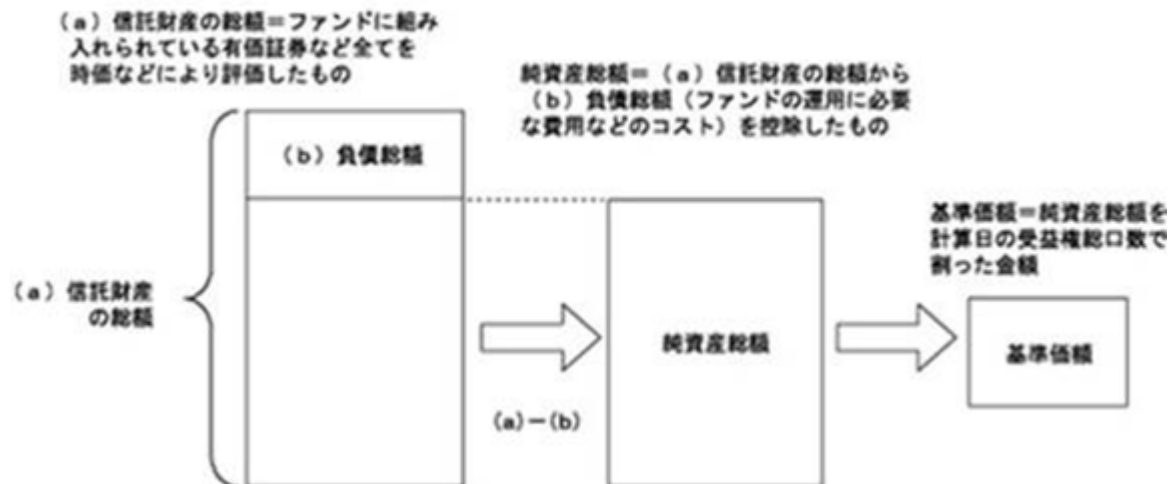 (a)信託財産の総額=ファンドに組み
入れられている有価証券など全てを
時価などにより評価したもの
純資産総額=(a)信託財産の総額から
(b)負債総額(ファンドの運用に必要
な費用などのコスト)を控除したもの
(b)負債総額
基準価額=純資産総額を
計算日の受益権総口数で
割った金額
(a)信託財産
の総額
純資産総額
基準価額
(a)-(b)